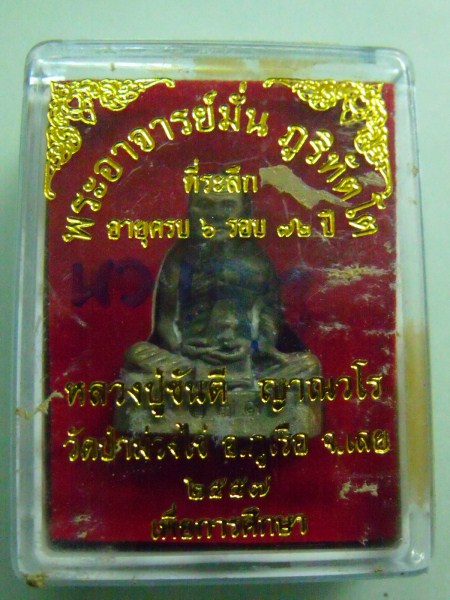 พระอาจารย์มั่น ภูริทัตโต
ที่ระลึก
อายุครบ ๖ รอบ ๗๒ ปี
หลวงปู่ขันตี ญาณวโร
วัดป่าม่วงไข่ อ.ภูเรือ จ.เลย
๒๕๕๗
เพื่อการศึกษา